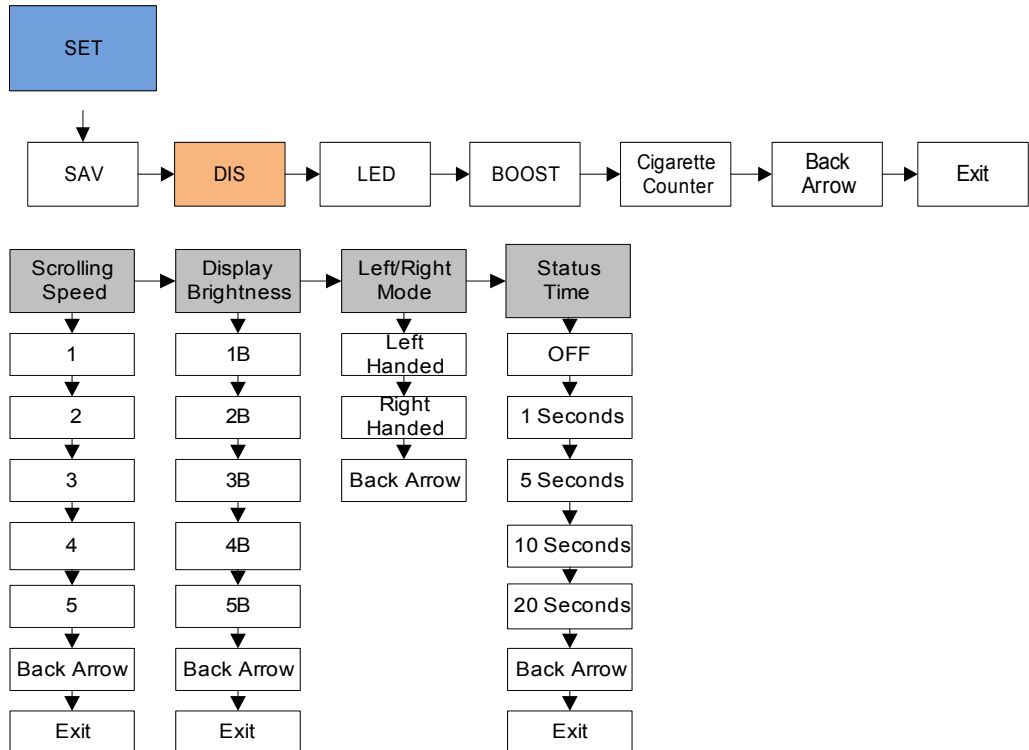 SET
SAV
DIS
LED
BOOST
Cigarette
Counter
Back
Arrow
Exit
Scrolling
Speed
Display
Brightness
Left/Right
Mode
Status
Time
1
1B
Left
Handed
OFF
2
2B
Right
Handed
1 Seconds
3
3B
Back Arrow
5 Seconds
4
4B
10 Seconds
5
5B
20 Seconds
Back Arrow
Back Arrow
Back Arrow
Exit
Exit
Exit